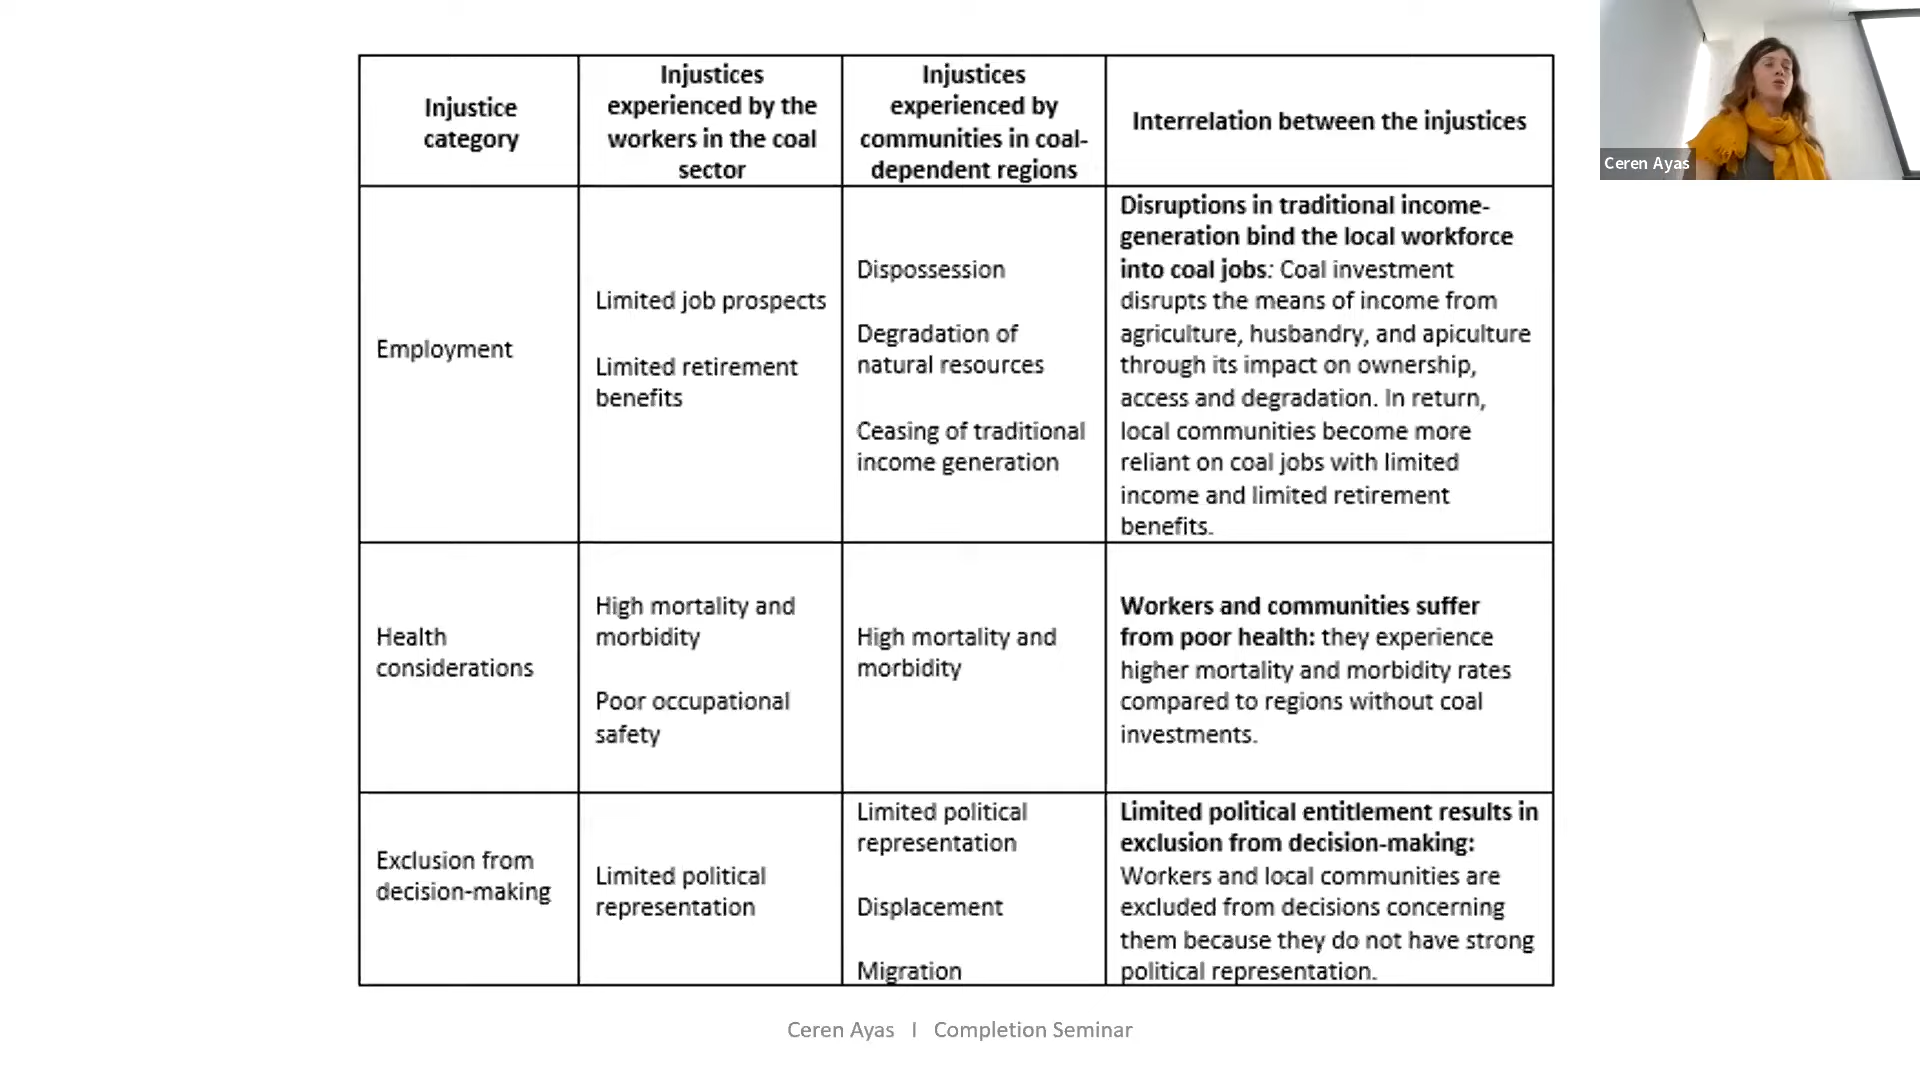 Injustice
category
Injustices
experienced by the
workers in the coal
sector
Injustices
experienced by
communities in coal-
dependent regions
Interrelation between the injustices
Employment
Limited job prospects
Limited retirement
benefits
Dispossession
Degradation of
natural resources
Ceasing of traditional
income generation
Disruptions in traditional income-
generation bind the local workforce
into coal jobs: Coal investment
disrupts the means of income from
agriculture, husbandry, and apiculture
through its impact on ownership,
access and degradation. In return,
local communities become more
reliant on coal jobs with limited
income and limited retirement
benefits.
Health
considerations
High mortality and
morbidity
Poor occupational
safety
High mortality and
morbidity
Workers and communities suffer
from poor health: they experience
higher mortality and morbidity rates
compared to regions without coal
investments.
Exclusion from
decision-making
Limited political
representation
Limited political
representation
Displacement
Migration
Limited political entitlement results in
exclusion from decision-making:
Workers and local communities are
excluded from decisions concerning
them because they do not have strong
political representation.
Ceren Ayas I Completion Seminar
Ceren Ayas